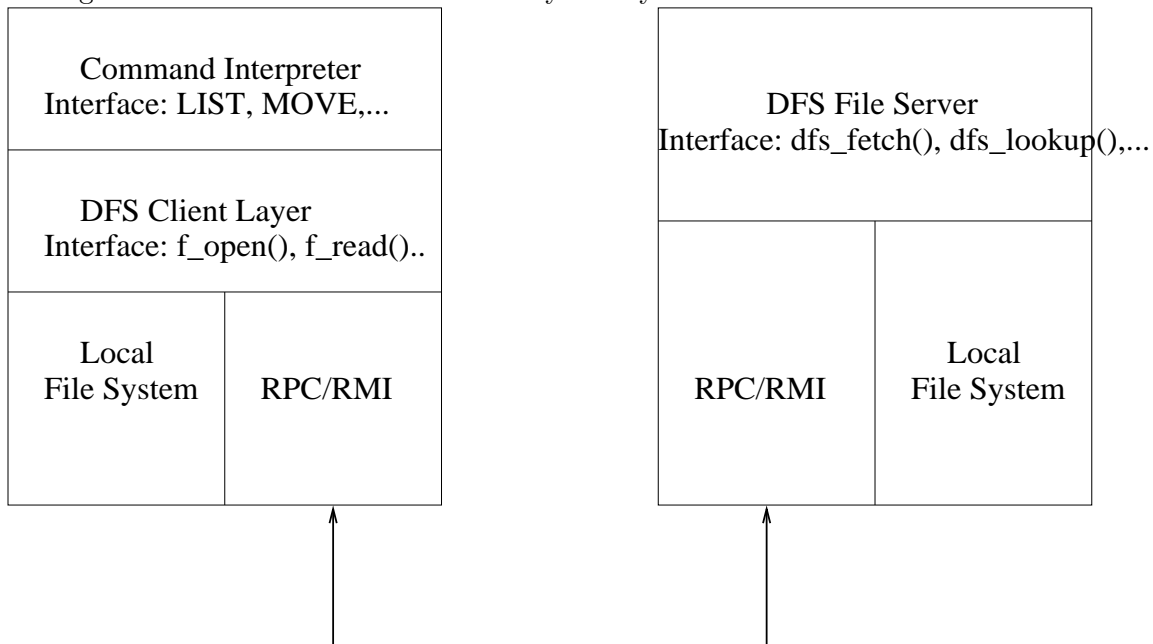 Command Interpreter
Interface: LIST, MOVE,...
DFS Client Layer
Interface: f_open(), f_read()..
Local
File System
RPC/RMI
DFS File Server
Interface: dfs_fetch(), dfs_lookup(),...
RPC/RMI
Local
File System